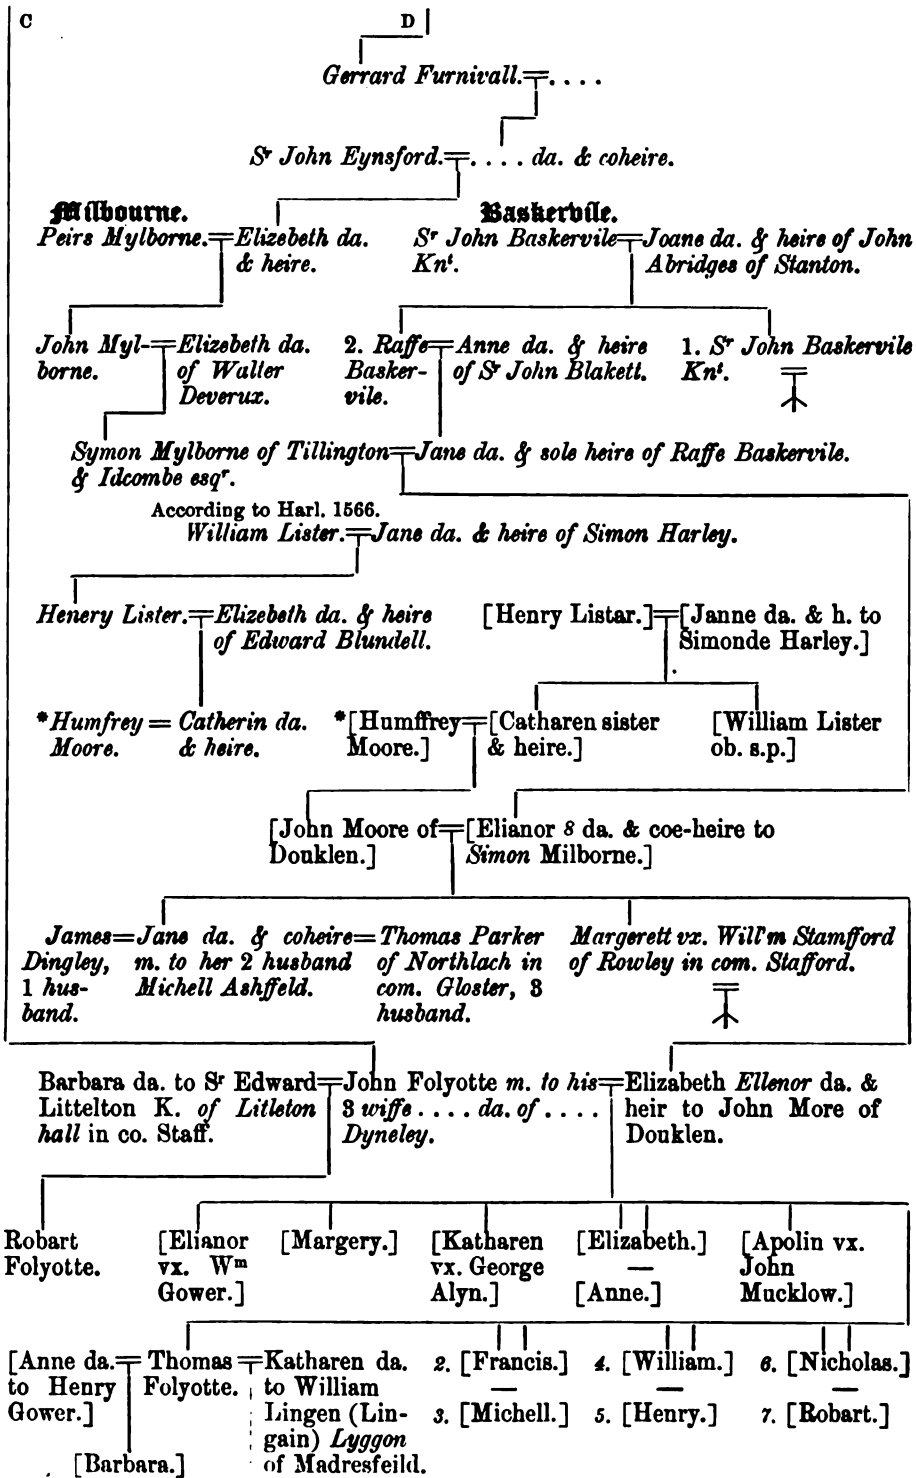 C D
Gerrard Furnivall.=. . . .
Sr John Eynsford.=. . . . da. & coheire.
Milbourne. Baskervile.
Peirs Mylborne.=Elizebeth da. & heire.
Sr John Baskervile Knt.=Joane da. & heire of John Abridges of Stanton.
John Myl-borne.=Elizebeth da. of Walter Deverux.
2. Raffe Basker-vile.=Anne da. & heire of Sr John Blakett.
1. Sr John Baskervile Knt.
Symon Mylborne of Tillington & Idcombe esqr.=Jane da. & sole heire of Raffe Baskervile.
According to Harl. 1566.
William Lister.=Jane da. & heire of Simon Harley.
Henery Lister.=Elizebeth da. & heire of Edward Blundell.
[Henry Listar.]=[Janne da. & h. to Simonde Harley.]
*Humfrey Moore.=Catherin da. & heire.
*[Humffrey Moore.]=[Catharen sister & heire.]
[William Lister ob. s.p.]
[John Moore of Douklen.]=[Elianor 8 da. & coe-heire to Simon Milborne.]
James Dingley, 1 hus-band.=Jane da. & coheire m. to her 2 husband Michell Ashffeld.=Thomas Parker of Northlach in com. Gloster, 3 husband.
Margerett vx. Will'm Stamfford of Rowley in com. Stafford.
Barbara da. to Sr Edward Littelton K. of Litleton hall in co. Staff.=John Folyotte m. to his 3 wiffe . . . . da. of . . . . Dyneley.=Elizabeth Ellenor da. & heir to John More of Douklen.
Robart Folyotte.
[Elianor vx. Wm Gower.]
[Margery.]
[Katharen vx. George Alyn.]
[Elizabeth.]
—
[Anne.]
[Apolin vx. John Mucklow.]
[Anne da. to Henry Gower.]=Thomas Folyotte.=Katharen da. to William Lingen (Lin-gain) Lyggon of Madresfeild.
[Barbara.]
2. [Francis.]
—
3. [Michell.]
4. [William.]
—
5. [Henry.]
6. [Nicholas.]
—
7. [Robart.]